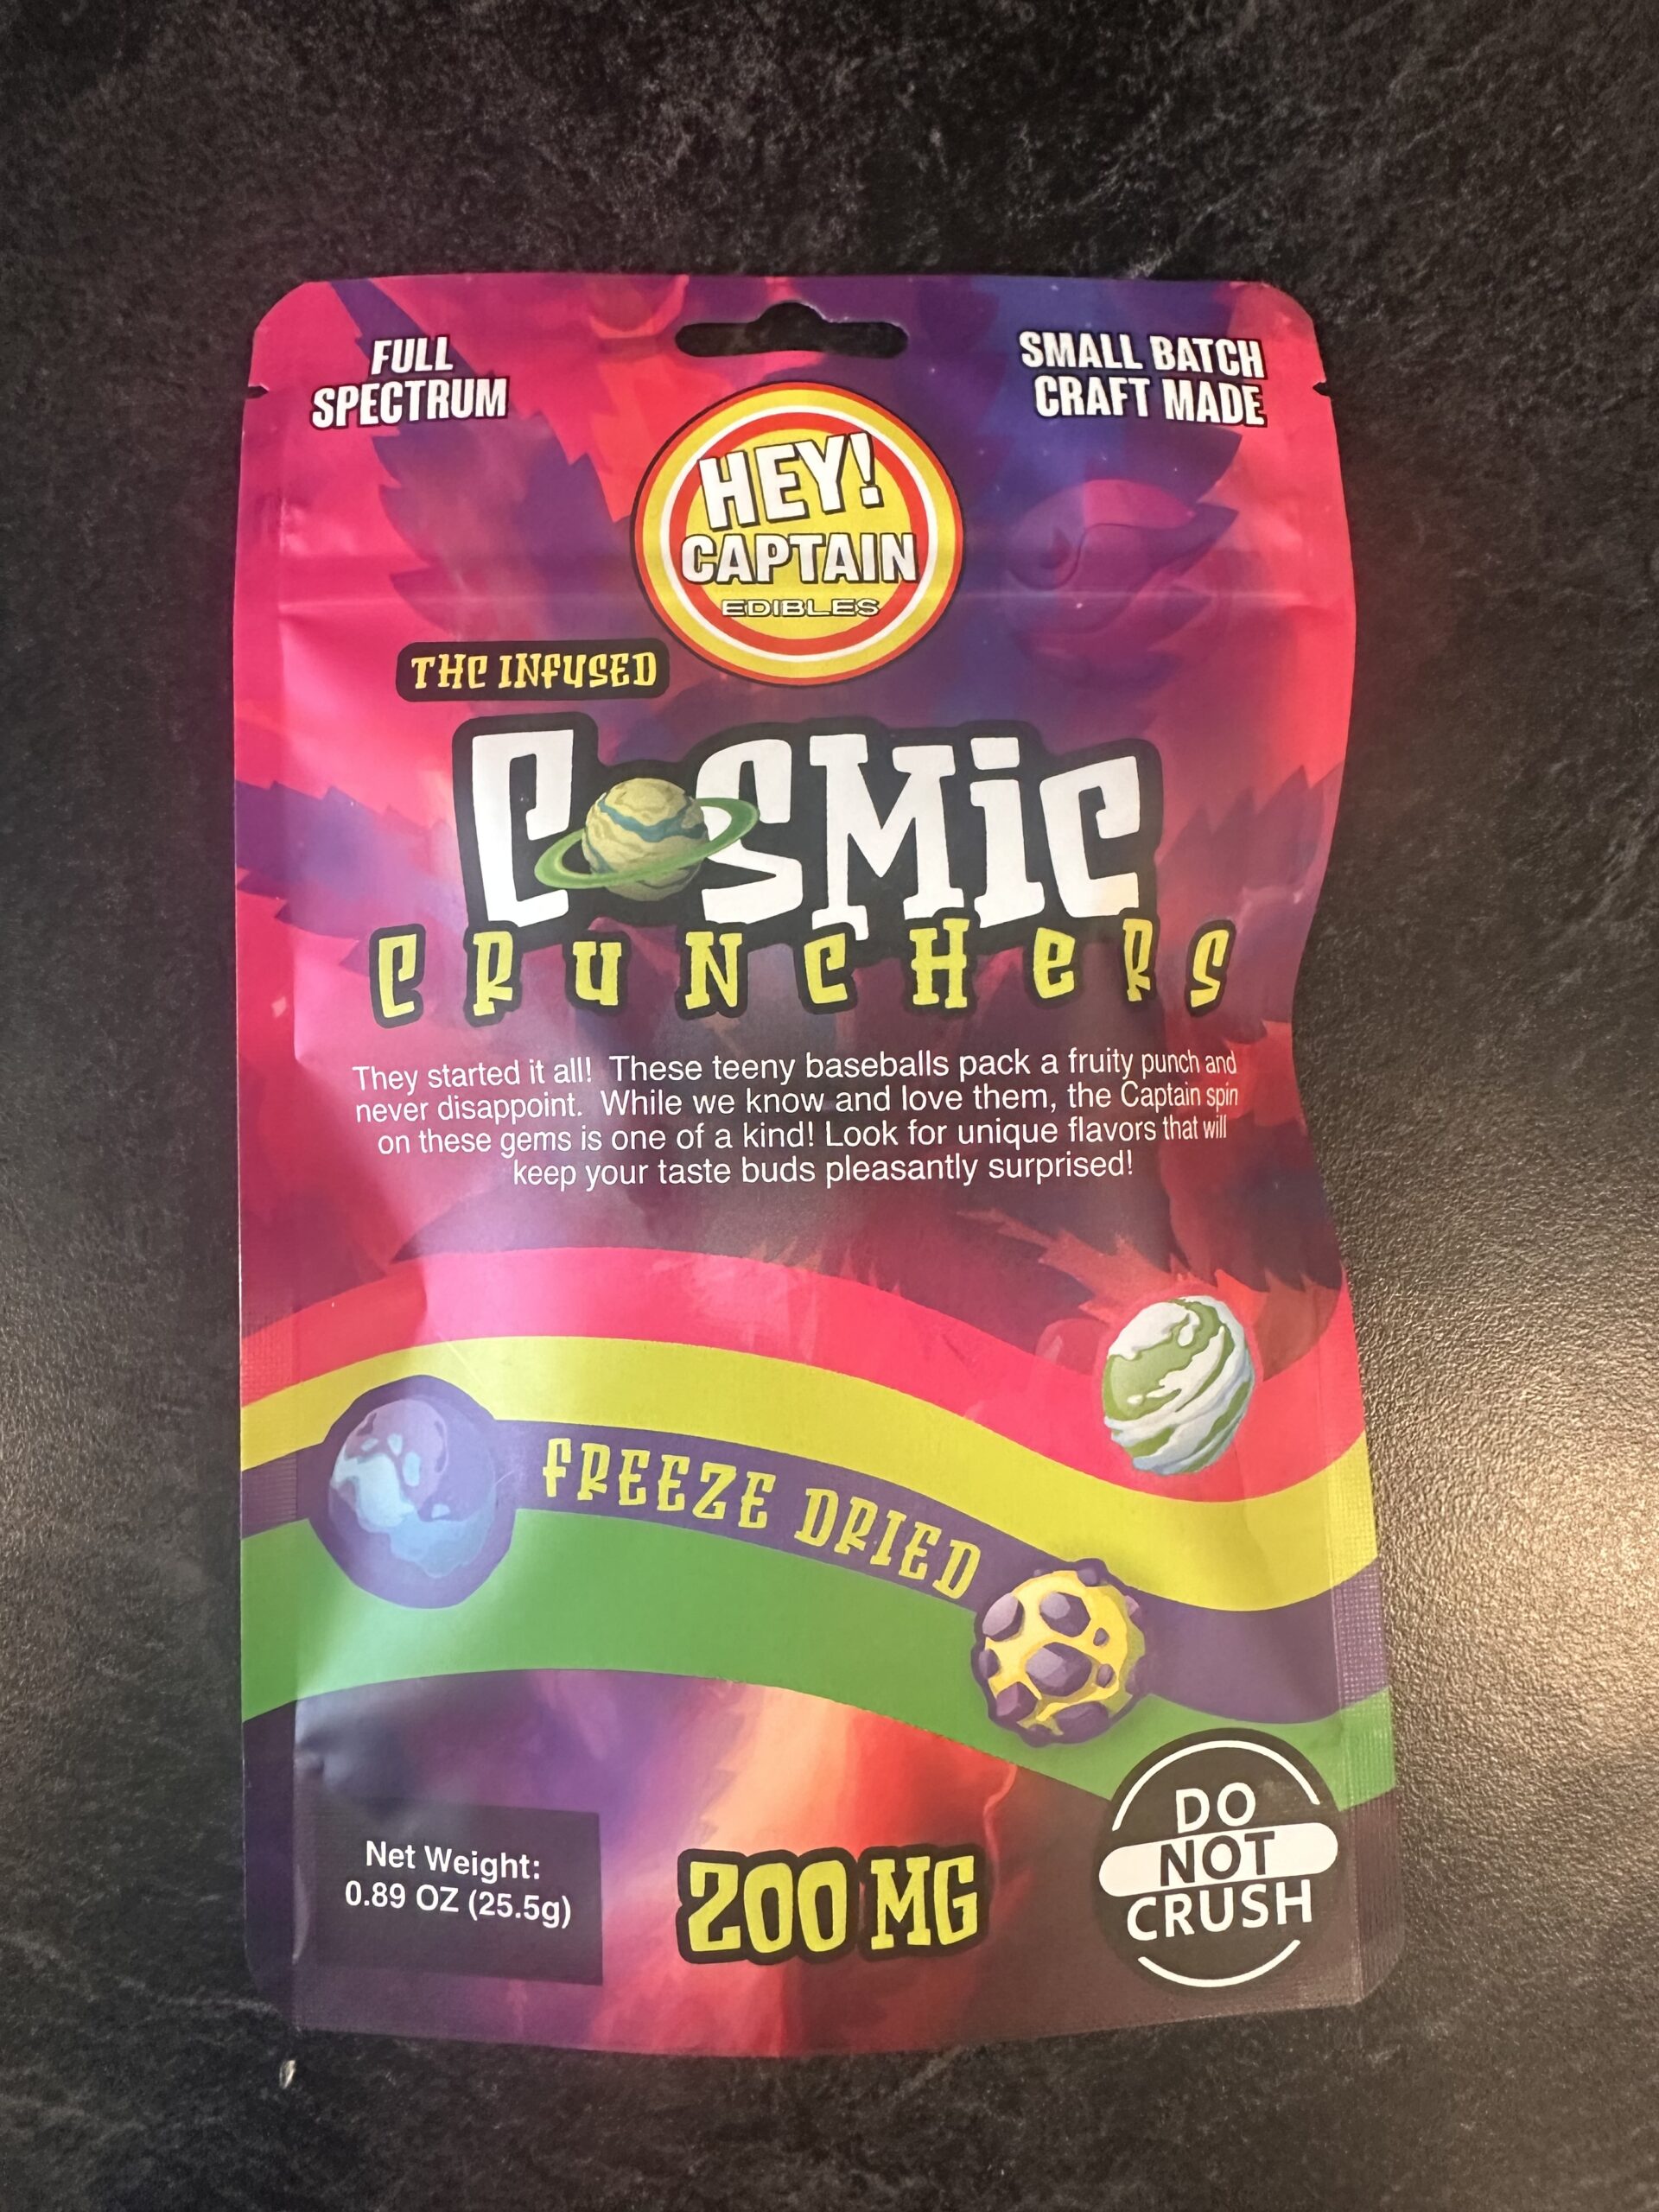 FULL
SPECTRUM
SMALL BATCH
CRAFT MADE
HEY!
CAPTAIN
EDIBLES
THC INFUSED
COSMiC
CRuNCHeRS
They started it all! These teeny baseballs pack a fruity punch and
never disappoint. While we know and love them, the Captain spin
on these gems is one of a kind! Look for unique flavors that will
keep your taste buds pleasantly surprised!
FREEZE DRIED
Net Weight:
0.89 OZ (25.5g)
200 MG
DO
NOT
CRUSH